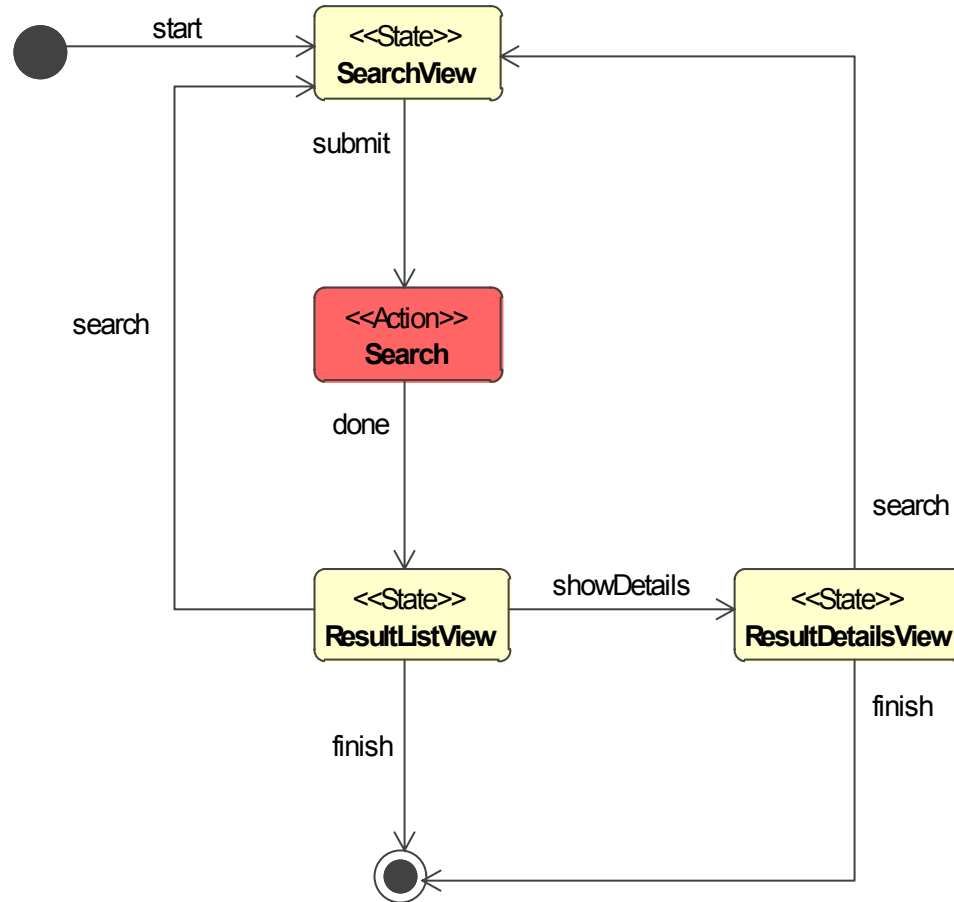 start
<<State>>
SearchView
submit
search
<<Action>>
Search
done
search
<<State>>
ResultListView
showDetails
<<State>>
ResultDetailsView
finish
finish